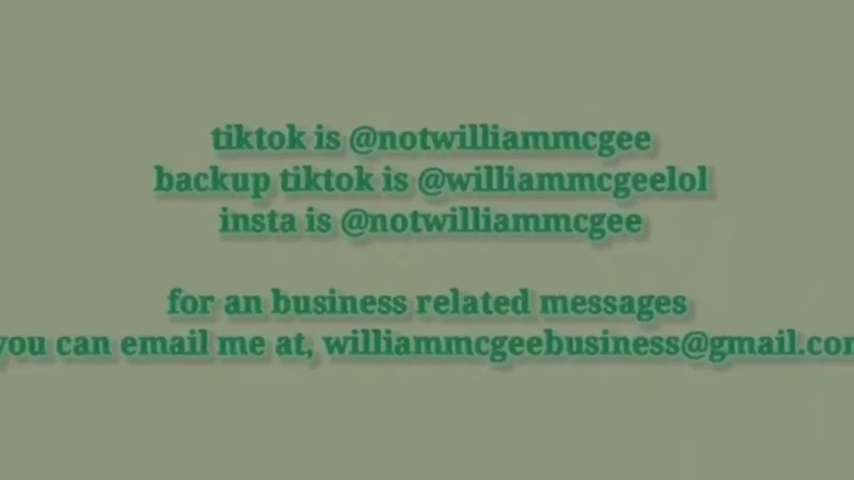 tiktok is @notwilliammcgee
backup tiktok is @williammcgeelol
insta is @notwilliammcgee
for an business related messages
you can email me at, williammcgeebusiness@gmail.com